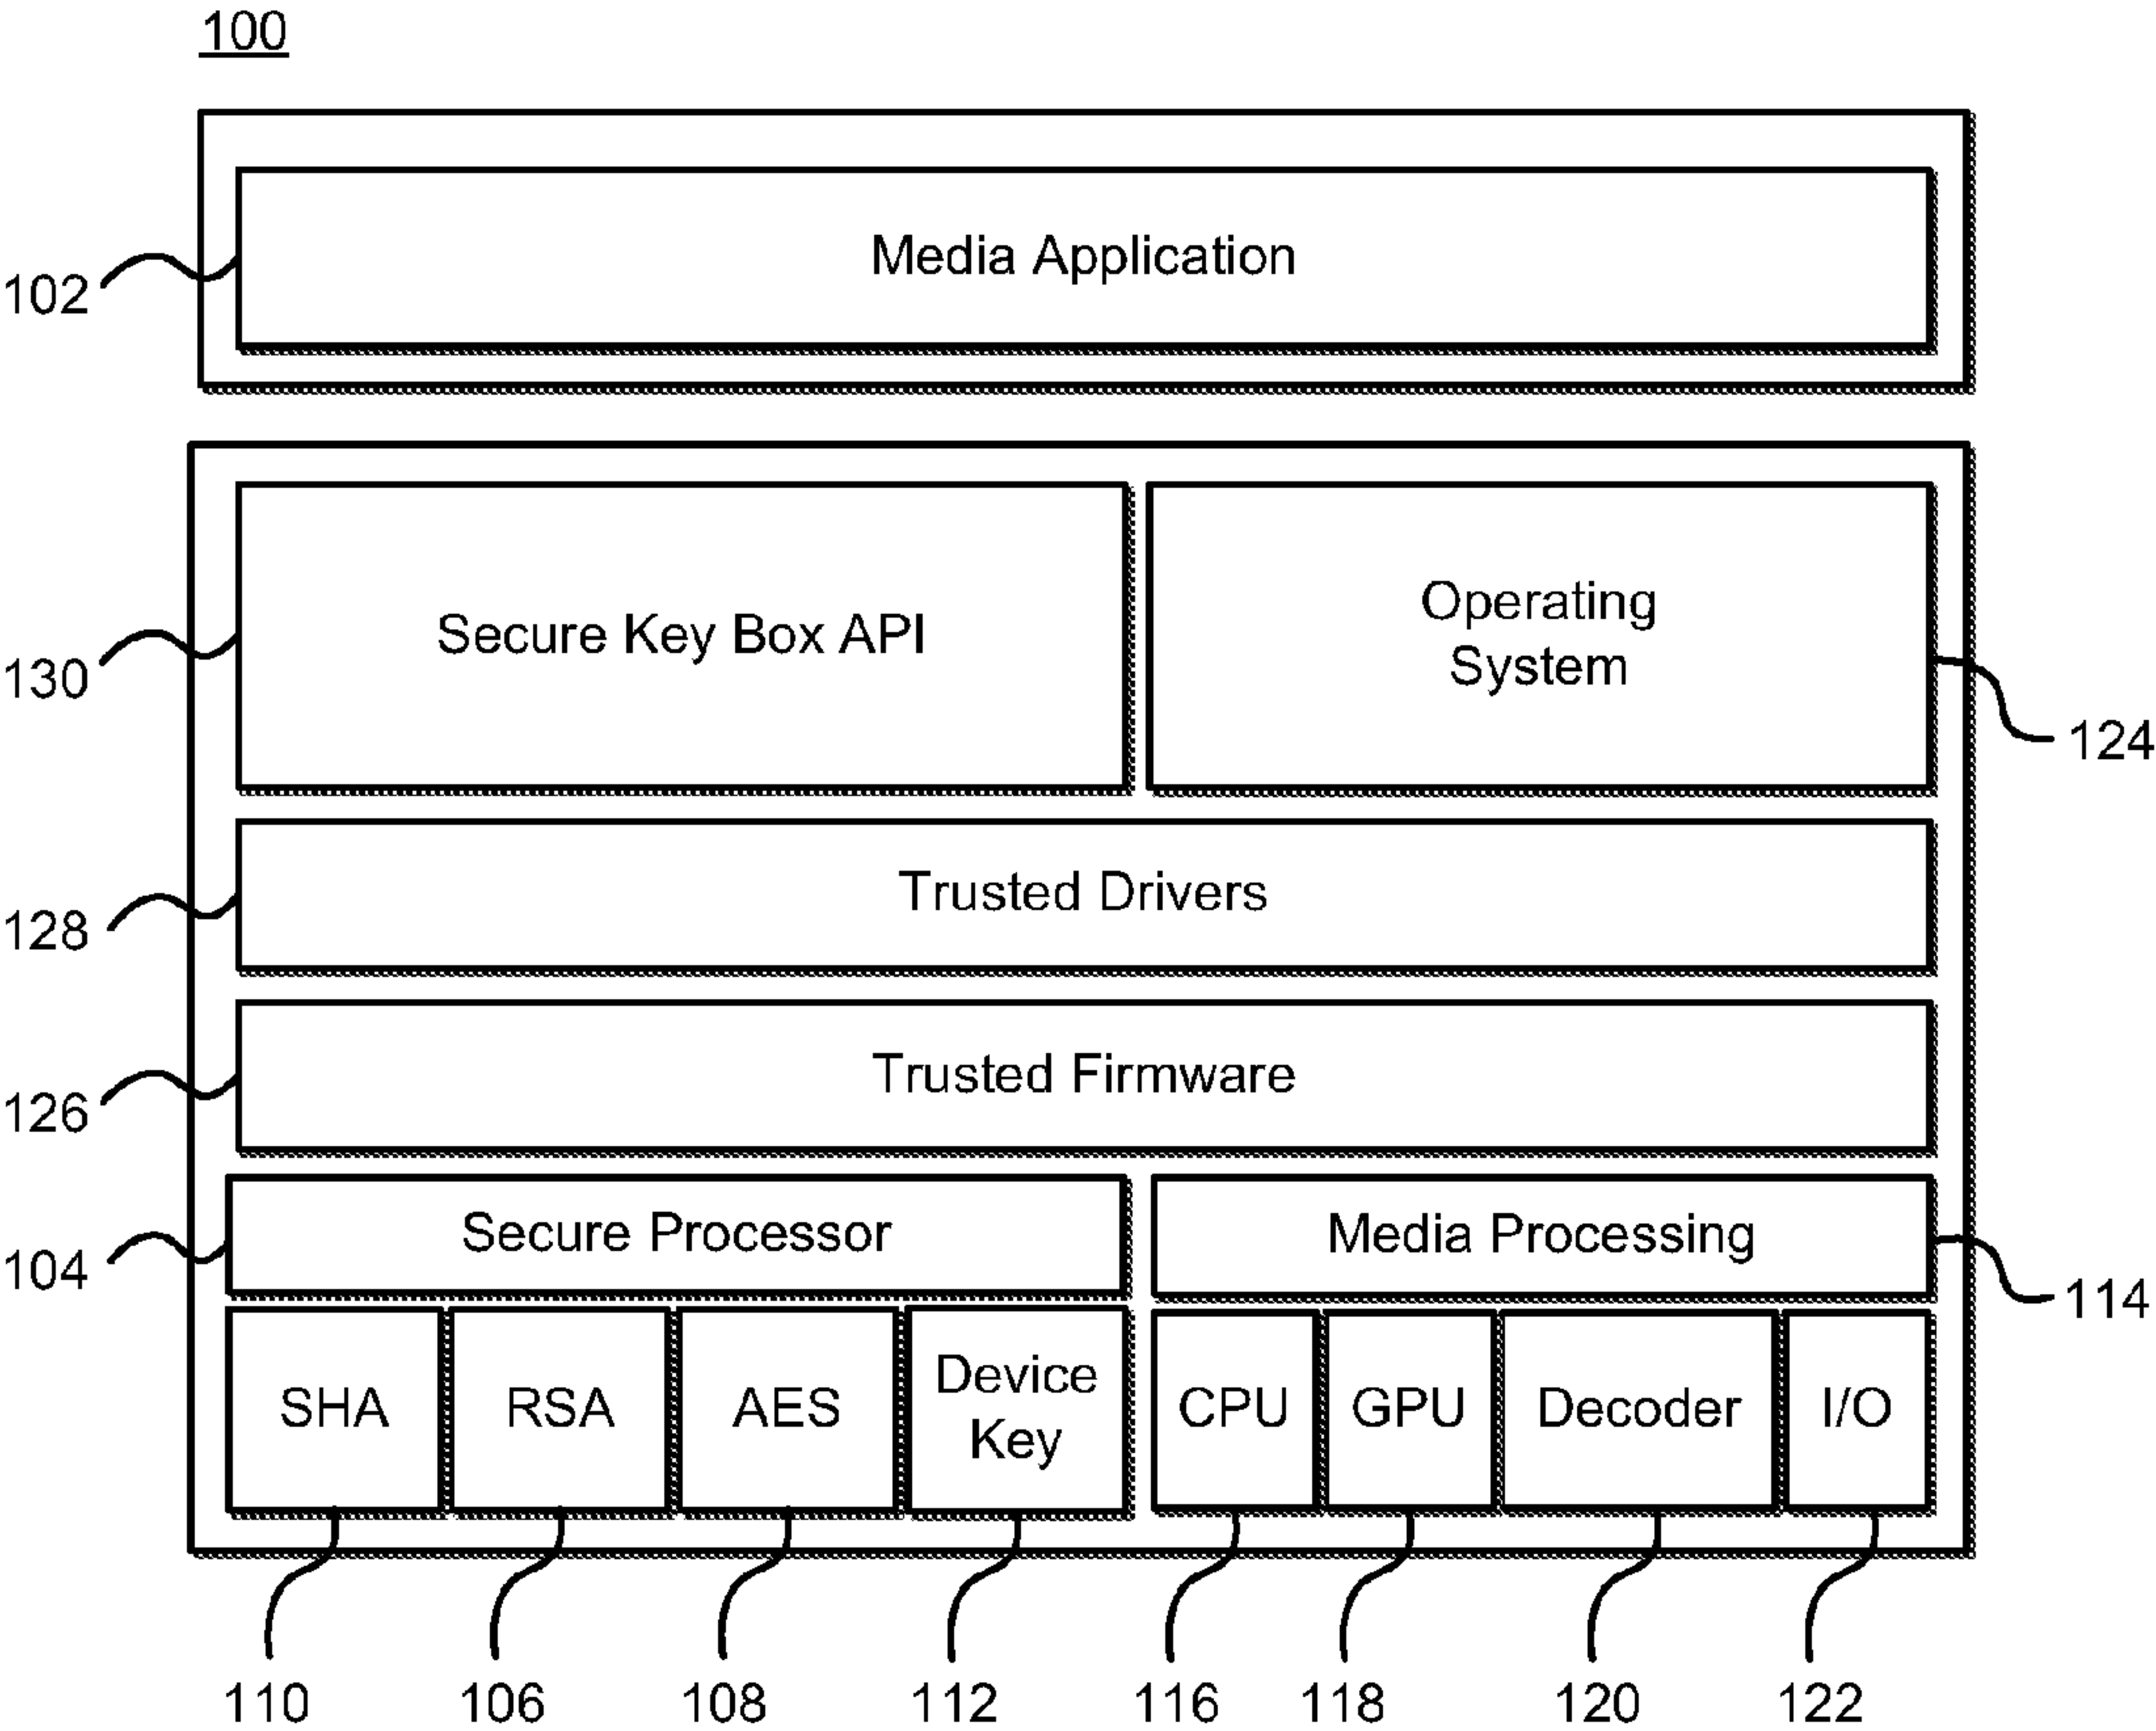 100
Media Application
102
Secure Key Box API
Operating
System
130
124
Trusted Drivers
128
Trusted Firmware
126
Secure Processor
Media Processing
104
114
SHA
RSA
AES
Device
Key
CPU
GPU
Decoder
I/O
110
106
108
112
116
118
120
122